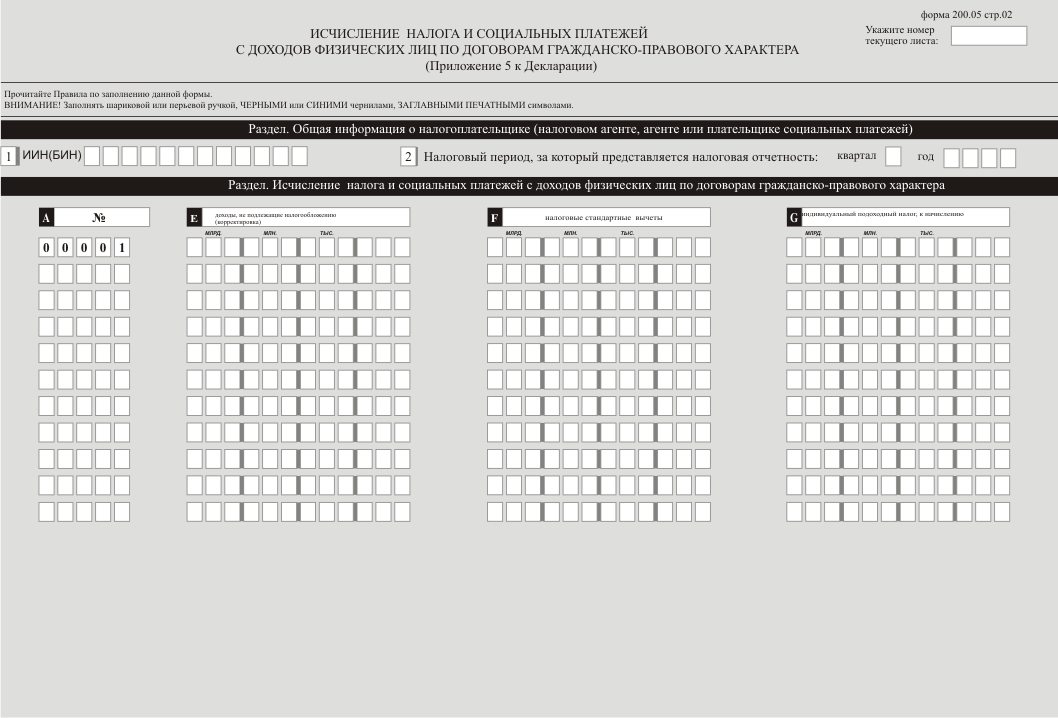 форма 200.05 стр.02
ИСЧИСЛЕНИЕ НАЛОГА И СОЦИАЛЬНЫХ ПЛАТЕЖЕЙ
С ДОХОДОВ ФИЗИЧЕСКИХ ЛИЦ ПО ДОГОВОРАМ ГРАЖДАНСКО-ПРАВОВОГО ХАРАКТЕРА
(Приложение 5 к Декларации)
Укажите номер
текущего листа:
Прочитайте Правила по заполнению данной формы.
ВНИМАНИЕ! Заполнять шариковой или перьевой ручкой, ЧЕРНЫМИ или СИНИМИ чернилами, ЗАГЛАВНЫМИ ПЕЧАТНЫМИ символами.
Раздел. Общая информация о налогоплательщике (налоговом агенте, агенте или плательщике социальных платежей)
1 ИИН(БИН) 2 Налоговый период, за который представляется налоговая отчетность: квартал год
Раздел. Исчисление налога и социальных платежей с доходов физических лиц по договорам гражданско-правового характера
A № E доходы, не подлежащие налогообложению
(корректировка)
F налоговые стандартные вычеты
G индивидуальный подоходный налог, к начислению
МЛРД. МЛН. ТЫС. МЛРД. МЛН. ТЫС. МЛРД. МЛН. ТЫС.
0 0 0 0 1